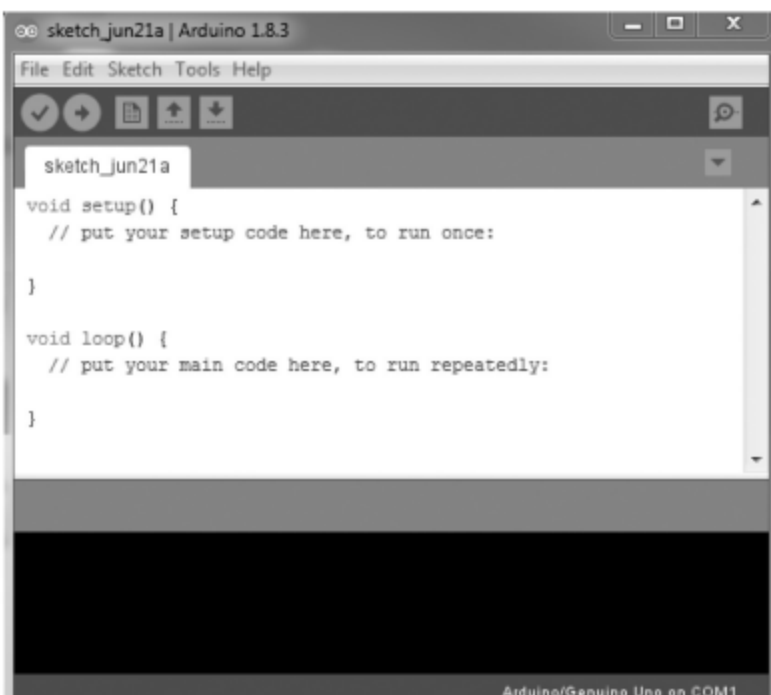 sketch_jun21a | Arduino 1.8.3
File Edit Sketch Tools Help
sketch_jun21a
void setup() {
// put your setup code here, to run once:
}
void loop() {
// put your main code here, to run repeatedly:
}
Arduino/Genuino Uno on COM1